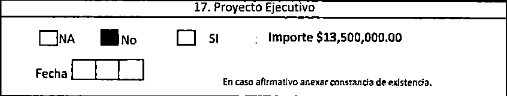 17. Proyecto Ejecutivo
NA No SI : Importe $13,500,000.00
Fecha
En caso afirmativo anexar constancia de existencia.